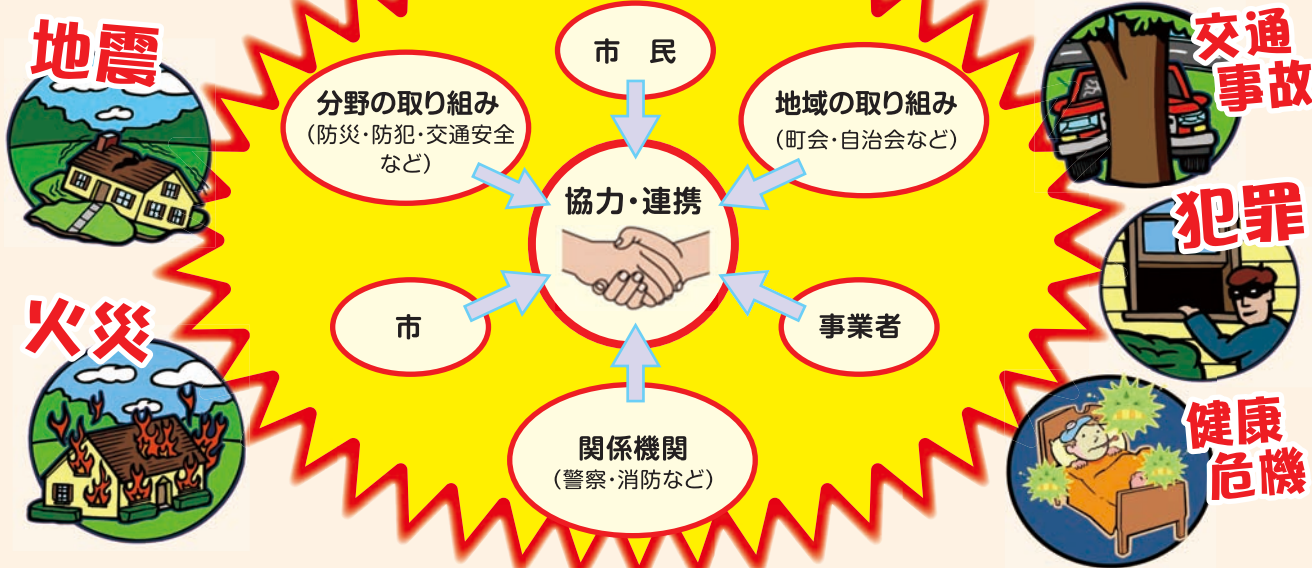 地震
交通
事故
市　民
分野の取り組み
（防災・防犯・交通安全
など）
地域の取り組み
（町会・自治会など）
協力・連携
犯罪
火災
市
事業者
関係機関
（警察・消防など）
健康
危機